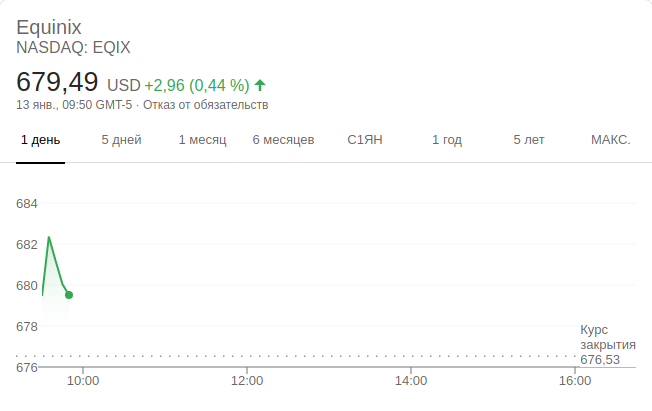 Equinix
NASDAQ: EQIX
679,49 USD +2,96 (0,44 %) ↑
13 янв., 09:50 GMT-5 · Отказ от обязательств
1 день 5 дней 1 месяц 6 месяцев С1ЯН 1 год 5 лет МАКС.
684
682
680
678
676
Курс
закрытия
676,53
10:00 12:00 14:00 16:00